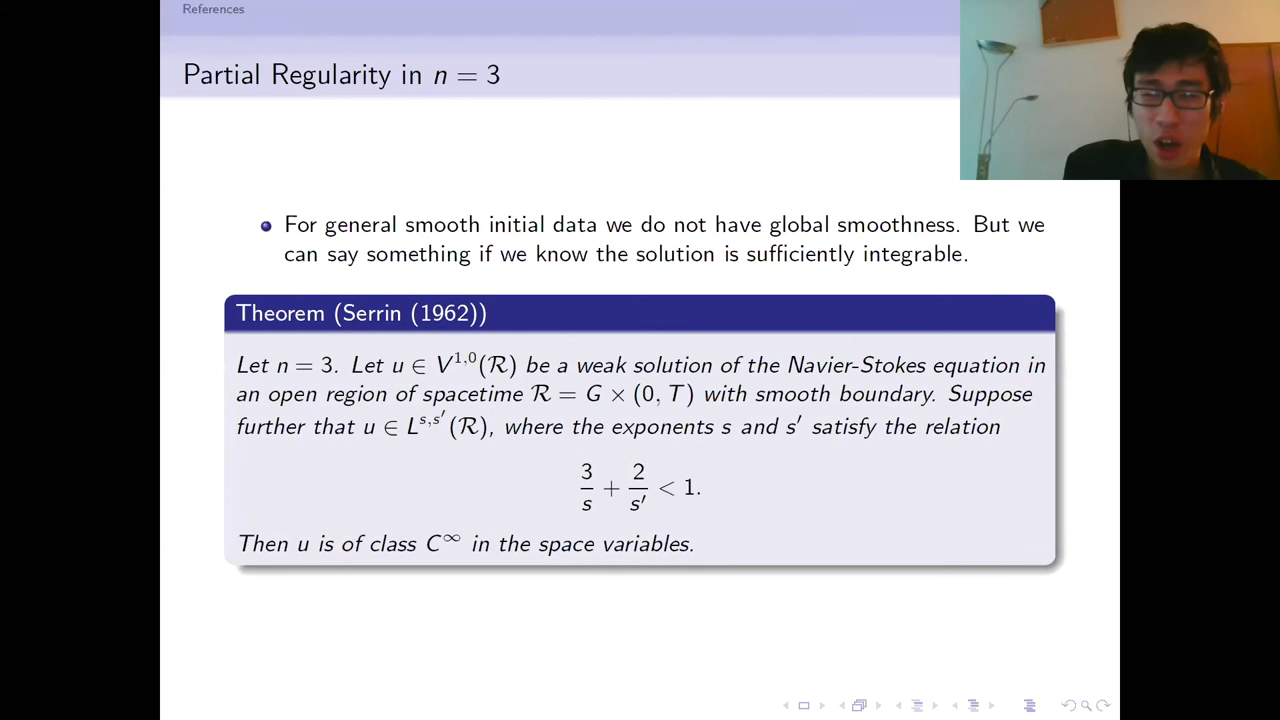 References
Partial Regularity in n = 3
For general smooth initial data we do not have global smoothness. But we
can say something if we know the solution is sufficiently integrable.
Theorem (Serrin (1962))
Let n = 3. Let u ∈ V^{1,0}(ℛ) be a weak solution of the Navier-Stokes equation in
an open region of spacetime ℛ = G × (0, T) with smooth boundary. Suppose
further that u ∈ L^{s,s′}(ℛ), where the exponents s and s′ satisfy the relation
3/s + 2/s′ < 1.
Then u is of class C^∞ in the space variables.